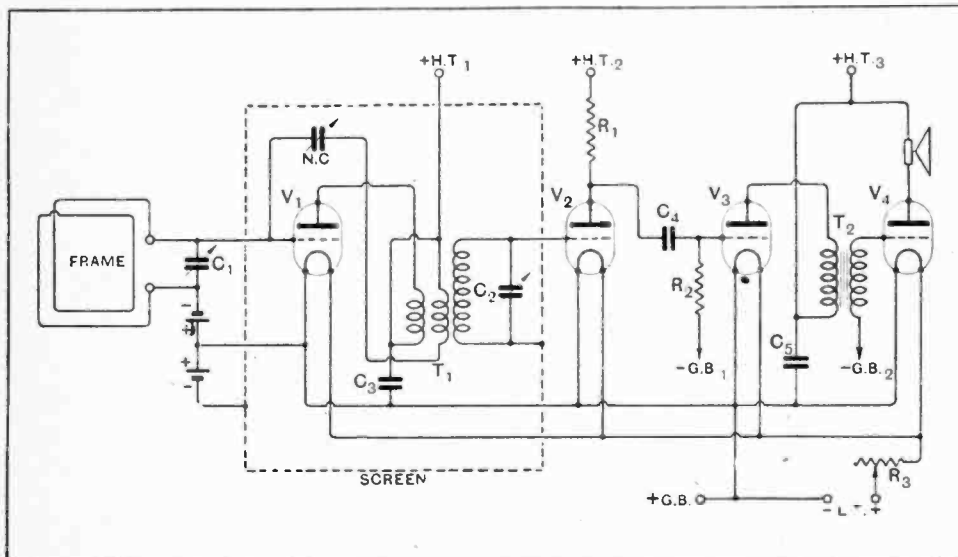 +H.T.1
+H.T.2
+H.T.3
N.C
R1
V1
V2
V3
V4
C4
T2
FRAME
C1
C2
R2
C5
-G.B.1
-G.B.2
C3
T1
SCREEN
R3
+G.B.
- L.T. +